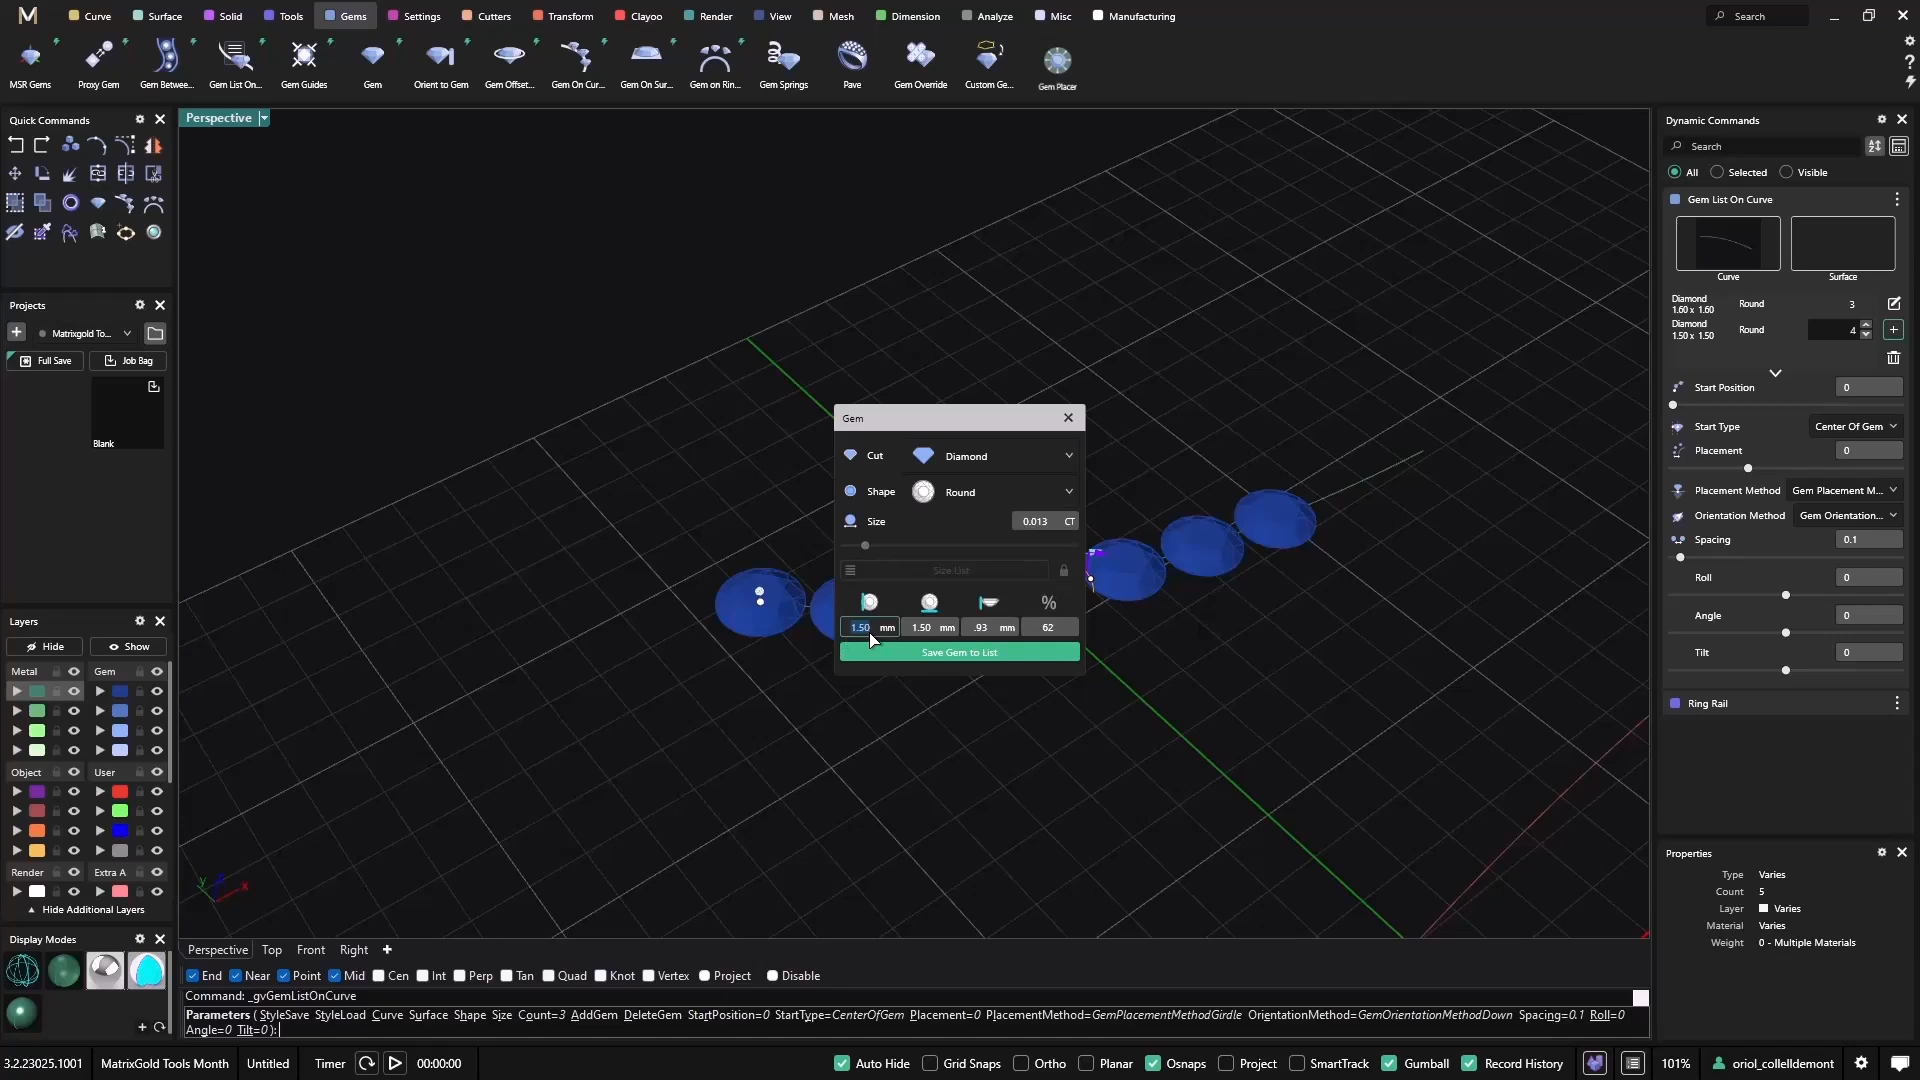 Curve Surface Solid Tools Gems Settings Cutters Transform Clayoo Render View Mesh Dimension Analyze Misc Manufacturing Search
MSR Gems Proxy Gem Gem Betwee... Gem List On... Gem Guides Gem Orient to Gem Gem Offset... Gem On Cur... Gem On Sur... Gem on Rin... Gem Springs Pave Gem Override Custom Ge... Gem Placer
Quick Commands
Projects
Matrixgold To...
Full Save Job Bag
Blank
Layers
Hide Show
Metal Gem
Object User
Render Extra A
Hide Additional Layers
Display Modes
Perspective
Gem
Cut Diamond
Shape Round
Size 0.013 CT
Size List
%
1.50 mm 1.50 mm .93 mm 62
Save Gem to List
Perspective Top Front Right
End Near Point Mid Cen Int Perp Tan Quad Knot Vertex Project Disable
Command: _gvGemListOnCurve
Parameters ( StyleSave StyleLoad Curve Surface Shape Size Count=3 AddGem DeleteGem StartPosition=0 StartType=CenterOfGem Placement=0 PlacementMethod=GemPlacementMethodGirdle OrientationMethod=GemOrientationMethodDown Spacing=0.1 Roll=0
Angle=0 Tilt=0 ):
Dynamic Commands
Search
All Selected Visible
Gem List On Curve
Curve Surface
Diamond
1.60 x 1.60 Round 3
Diamond
1.50 x 1.50 Round 4
Start Position 0
Start Type Center Of Gem
Placement 0
Placement Method Gem Placement M...
Orientation Method Gem Orientation...
Spacing 0.1
Roll 0
Angle 0
Tilt 0
Ring Rail
Properties
Type Varies
Count 5
Layer Varies
Material Varies
Weight 0 - Multiple Materials
3.2.23025.1001 MatrixGold Tools Month Untitled Timer 00:00:00 Auto Hide Grid Snaps Ortho Planar Osnaps Project SmartTrack Gumball Record History 101% oriol_collelldemont